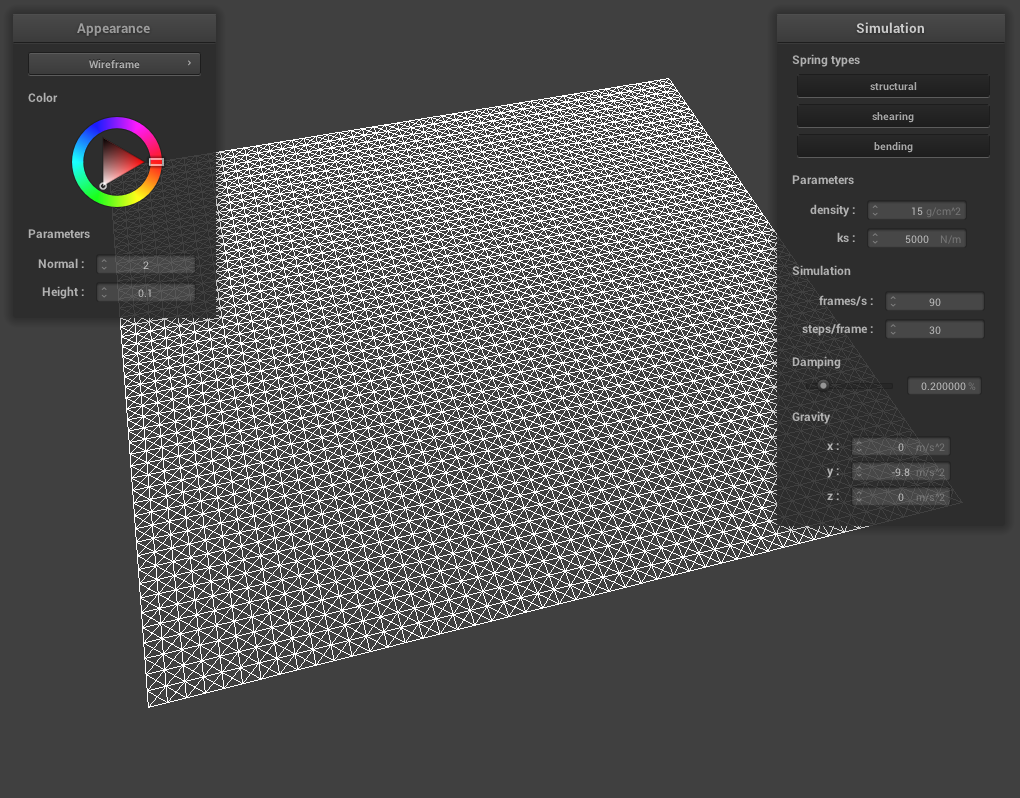 Appearance
Wireframe ›
Color
Parameters
Normal : 2
Height : 0.1
Simulation
Spring types
structural
shearing
bending
Parameters
density : 15 g/cm^2
ks : 5000 N/m
Simulation
frames/s : 90
steps/frame : 30
Damping
0.200000 %
Gravity
x : 0 m/s^2
y : -9.8 m/s^2
z : 0 m/s^2